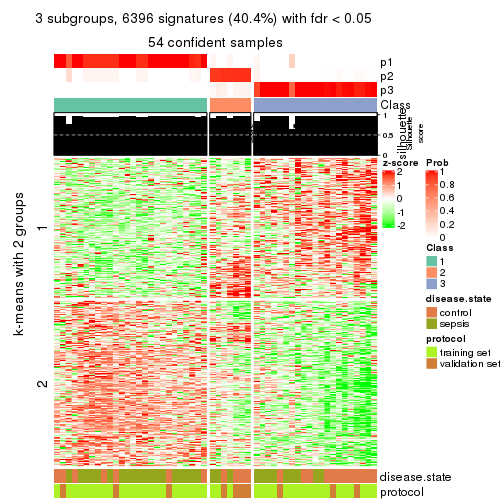 3 subgroups, 6396 signatures (40.4%) with fdr < 0.05
54 confident samples
p1
p2
p3
Class
1
0.5
0
silhouette
Silhouette
score
k-means with 2 groups
1
2
z-score
2
1
0
-1
-2
Prob
1
0.8
0.6
0.4
0.2
0
Class
1
2
3
disease.state
control
sepsis
protocol
training set
validation set
disease.state
protocol